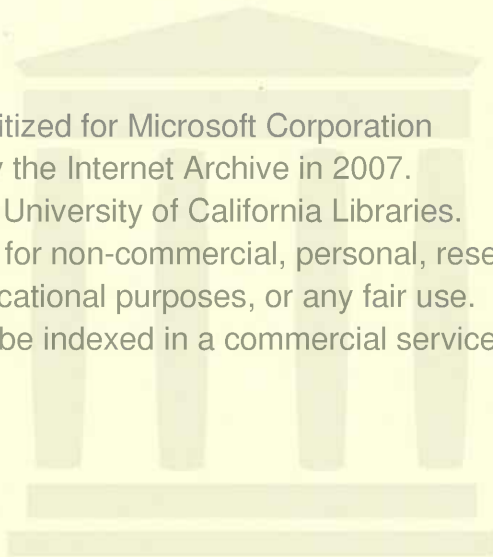 itized for Microsoft Corporation
the Internet Archive in 2007.
University of California Libraries.
for non-commercial, personal, rese
cational purposes, or any fair use.
be indexed in a commercial service